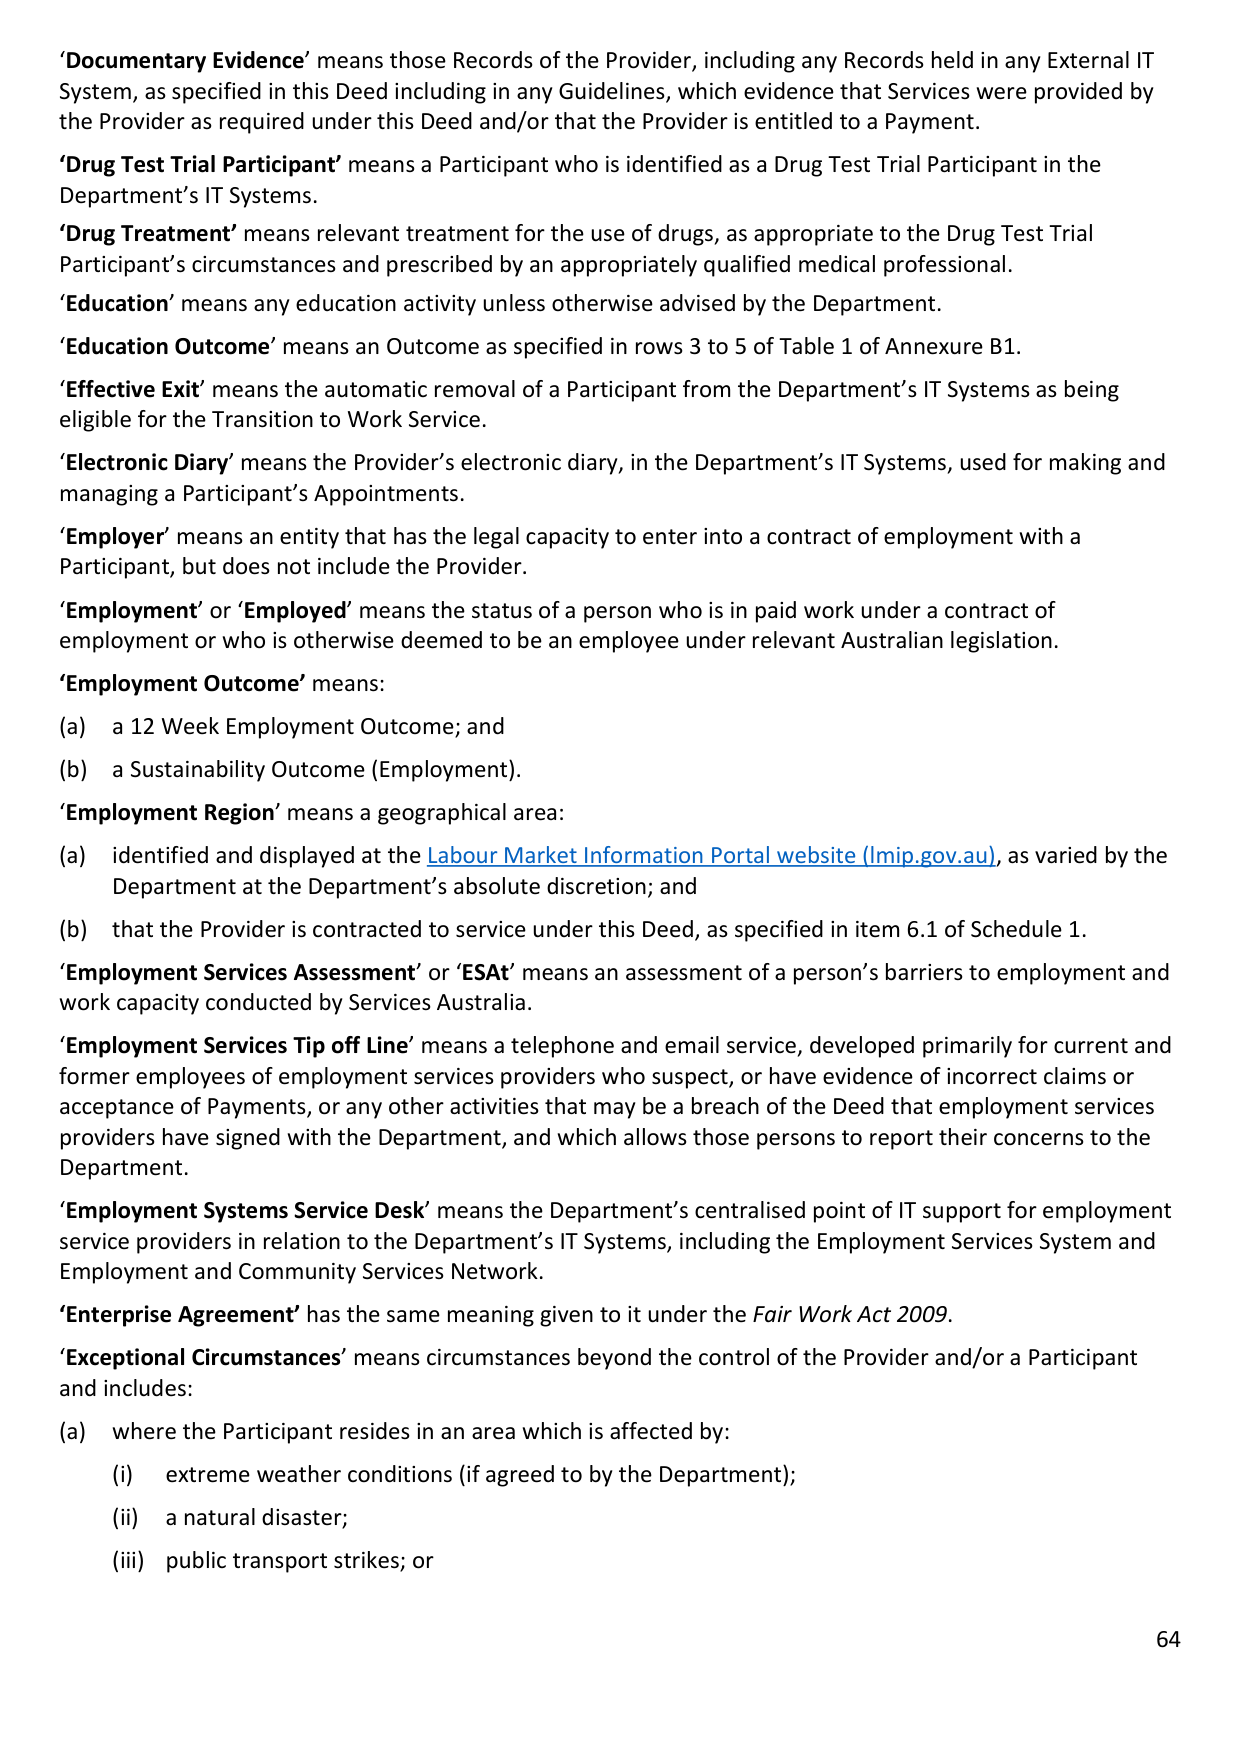 ‘Documentary Evidence’ means those Records of the Provider, including any Records held in any External IT
System, as specified in this Deed including in any Guidelines, which evidence that Services were provided by
the Provider as required under this Deed and/or that the Provider is entitled to a Payment.
‘Drug Test Trial Participant’ means a Participant who is identified as a Drug Test Trial Participant in the
Department’s IT Systems.
‘Drug Treatment’ means relevant treatment for the use of drugs, as appropriate to the Drug Test Trial
Participant’s circumstances and prescribed by an appropriately qualified medical professional.
‘Education’ means any education activity unless otherwise advised by the Department.
‘Education Outcome’ means an Outcome as specified in rows 3 to 5 of Table 1 of Annexure B1.
‘Effective Exit’ means the automatic removal of a Participant from the Department’s IT Systems as being
eligible for the Transition to Work Service.
‘Electronic Diary’ means the Provider’s electronic diary, in the Department’s IT Systems, used for making and
managing a Participant’s Appointments.
‘Employer’ means an entity that has the legal capacity to enter into a contract of employment with a
Participant, but does not include the Provider.
‘Employment’ or ‘Employed’ means the status of a person who is in paid work under a contract of
employment or who is otherwise deemed to be an employee under relevant Australian legislation.
‘Employment Outcome’ means:
(a) a 12 Week Employment Outcome; and
(b) a Sustainability Outcome (Employment).
‘Employment Region’ means a geographical area:
(a) identified and displayed at the Labour Market Information Portal website (lmip.gov.au), as varied by the
Department at the Department’s absolute discretion; and
(b) that the Provider is contracted to service under this Deed, as specified in item 6.1 of Schedule 1.
‘Employment Services Assessment’ or ‘ESAt’ means an assessment of a person’s barriers to employment and
work capacity conducted by Services Australia.
‘Employment Services Tip off Line’ means a telephone and email service, developed primarily for current and
former employees of employment services providers who suspect, or have evidence of incorrect claims or
acceptance of Payments, or any other activities that may be a breach of the Deed that employment services
providers have signed with the Department, and which allows those persons to report their concerns to the
Department.
‘Employment Systems Service Desk’ means the Department’s centralised point of IT support for employment
service providers in relation to the Department’s IT Systems, including the Employment Services System and
Employment and Community Services Network.
‘Enterprise Agreement’ has the same meaning given to it under the Fair Work Act 2009.
‘Exceptional Circumstances’ means circumstances beyond the control of the Provider and/or a Participant
and includes:
(a) where the Participant resides in an area which is affected by:
(i) extreme weather conditions (if agreed to by the Department);
(ii) a natural disaster;
(iii) public transport strikes; or
64